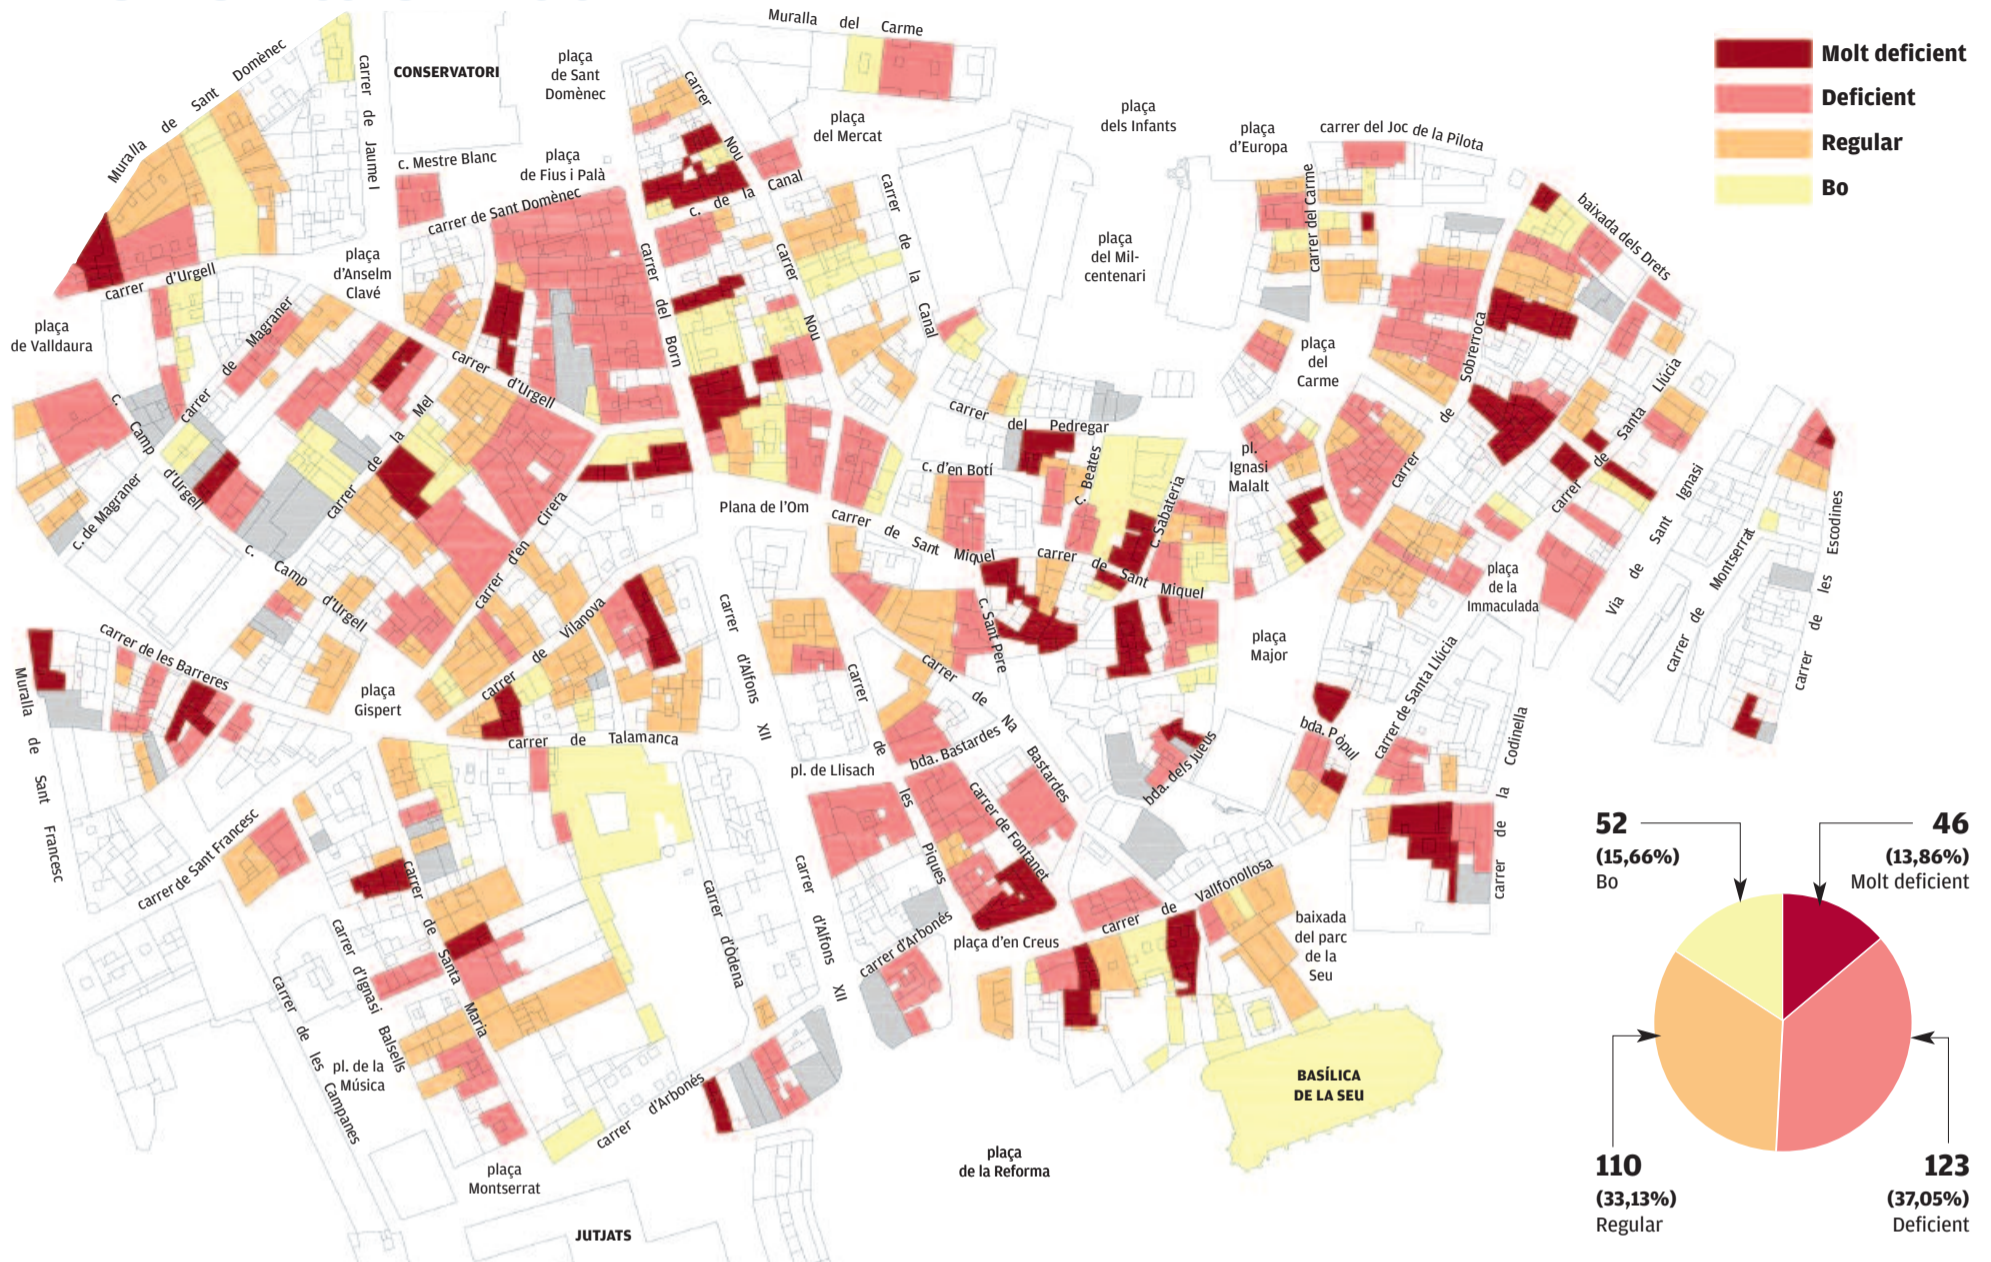 Muralla del Carme
Molt deficient
Deficient
Regular
Bo
Muralla de Sant Domènec
carrer de Jaume I
CONSERVATORI
plaça
de Sant
Domènec
carrer Nou
plaça
del Mercat
plaça
dels Infants
plaça
d'Europa
carrer del Joc de la Pilota
c. Mestre Blanc
plaça
de Fius i Palà
carrer de Sant Domènec
c. de la Canal
carrer de la Canal
carrer del Carme
baixada dels Drets
plaça
del Mil-
centenari
plaça
d'Anselm
Clavé
carrer d'Urgell
plaça
de Valldaura
carrer de Magraner
carrer d'Urgell
carrer del Born
carrer Nou
plaça
del
Carme
carrer de Sobrerroca
carrer de Santa Llúcia
c. Camp d'Urgell
carrer de la Mel
c. de Magraner
carrer del Pedregar
c. d'en Botí
c. Beates
c. Sabateria
pl.
Ignasi
Malalt
Via de Sant Ignasi
carrer de Montserrat
carrer de les Escodines
Plana de l'Om
carrer de Sant Miquel
carrer de Sant Miquel
carrer d'en Cirera
c. Camp d'Urgell
carrer de Vilanova
carrer d'Alfons XII
c. Sant Pere
plaça
de la
Immaculada
plaça
Major
carrer de les Barreres
Muralla de Sant Francesc
plaça
Gispert
carrer de Talamanca
carrer de les Piques
carrer de Na Bastardes
bda. Bastardes
pl. de Llisach
carrer de Fontanet
bda. dels Jueus
bda. Pòpul
carrer de Santa Llúcia
carrer de la Codinella
carrer de Sant Francesc
carrer de Santa Maria
carrer d'Ignasi Balsells
carrer de les Campanes
carrer d'Òdena
carrer d'Alfons XII
carrer d'Arbonés
plaça d'en Creus
carrer de Vallfonollosa
baixada
del parc
de la
Seu
pl. de la
Música
carrer d'Arbonés
BASÍLICA
DE LA SEU
plaça
de la Reforma
plaça
Montserrat
JUTJATS
52
(15,66%)
Bo
46
(13,86%)
Molt deficient
110
(33,13%)
Regular
123
(37,05%)
Deficient